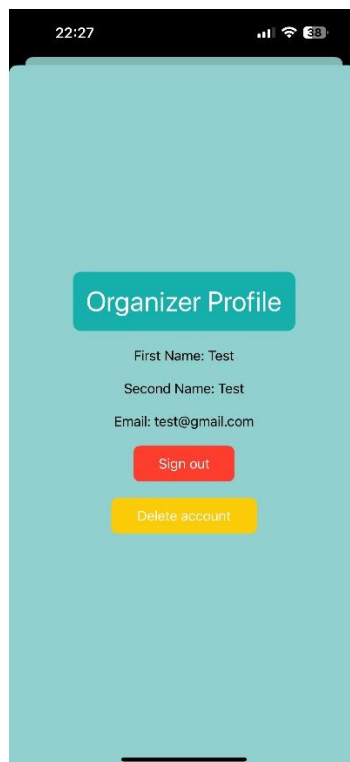 22:27
38
Organizer Profile
First Name: Test
Second Name: Test
Email: test@gmail.com
Sign out
Delete account